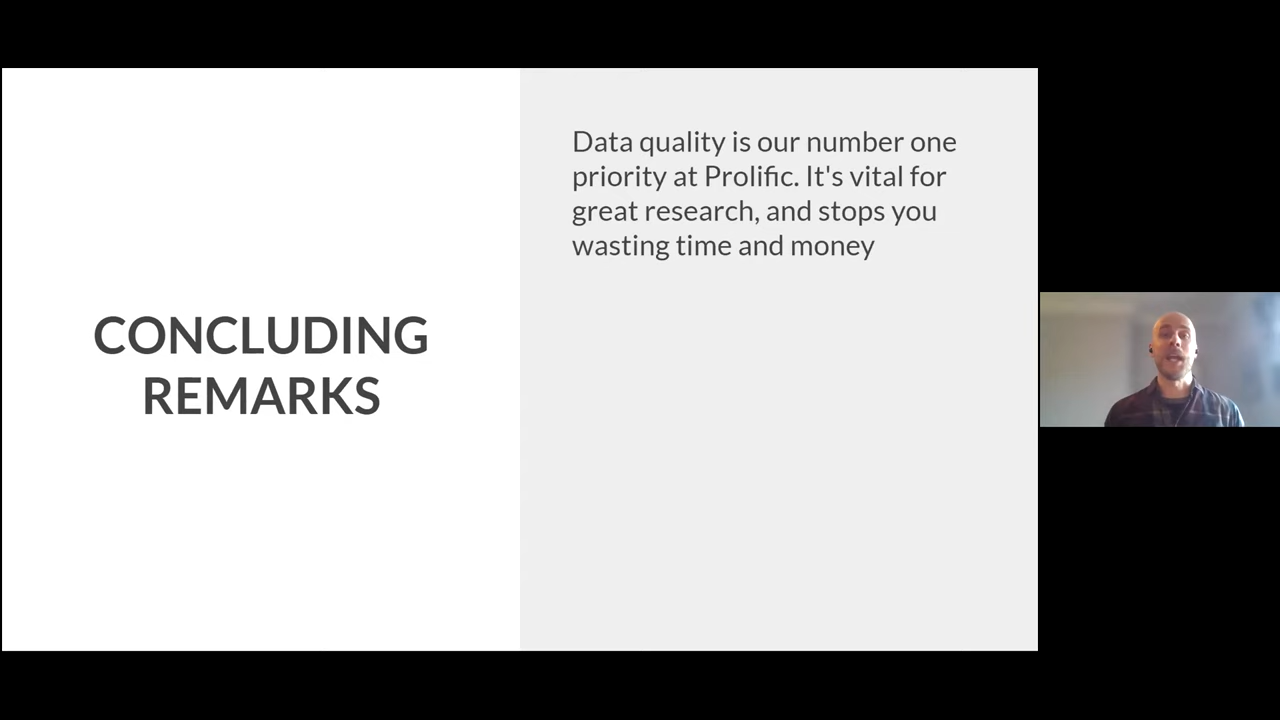 CONCLUDING
REMARKS
Data quality is our number one
priority at Prolific. It's vital for
great research, and stops you
wasting time and money